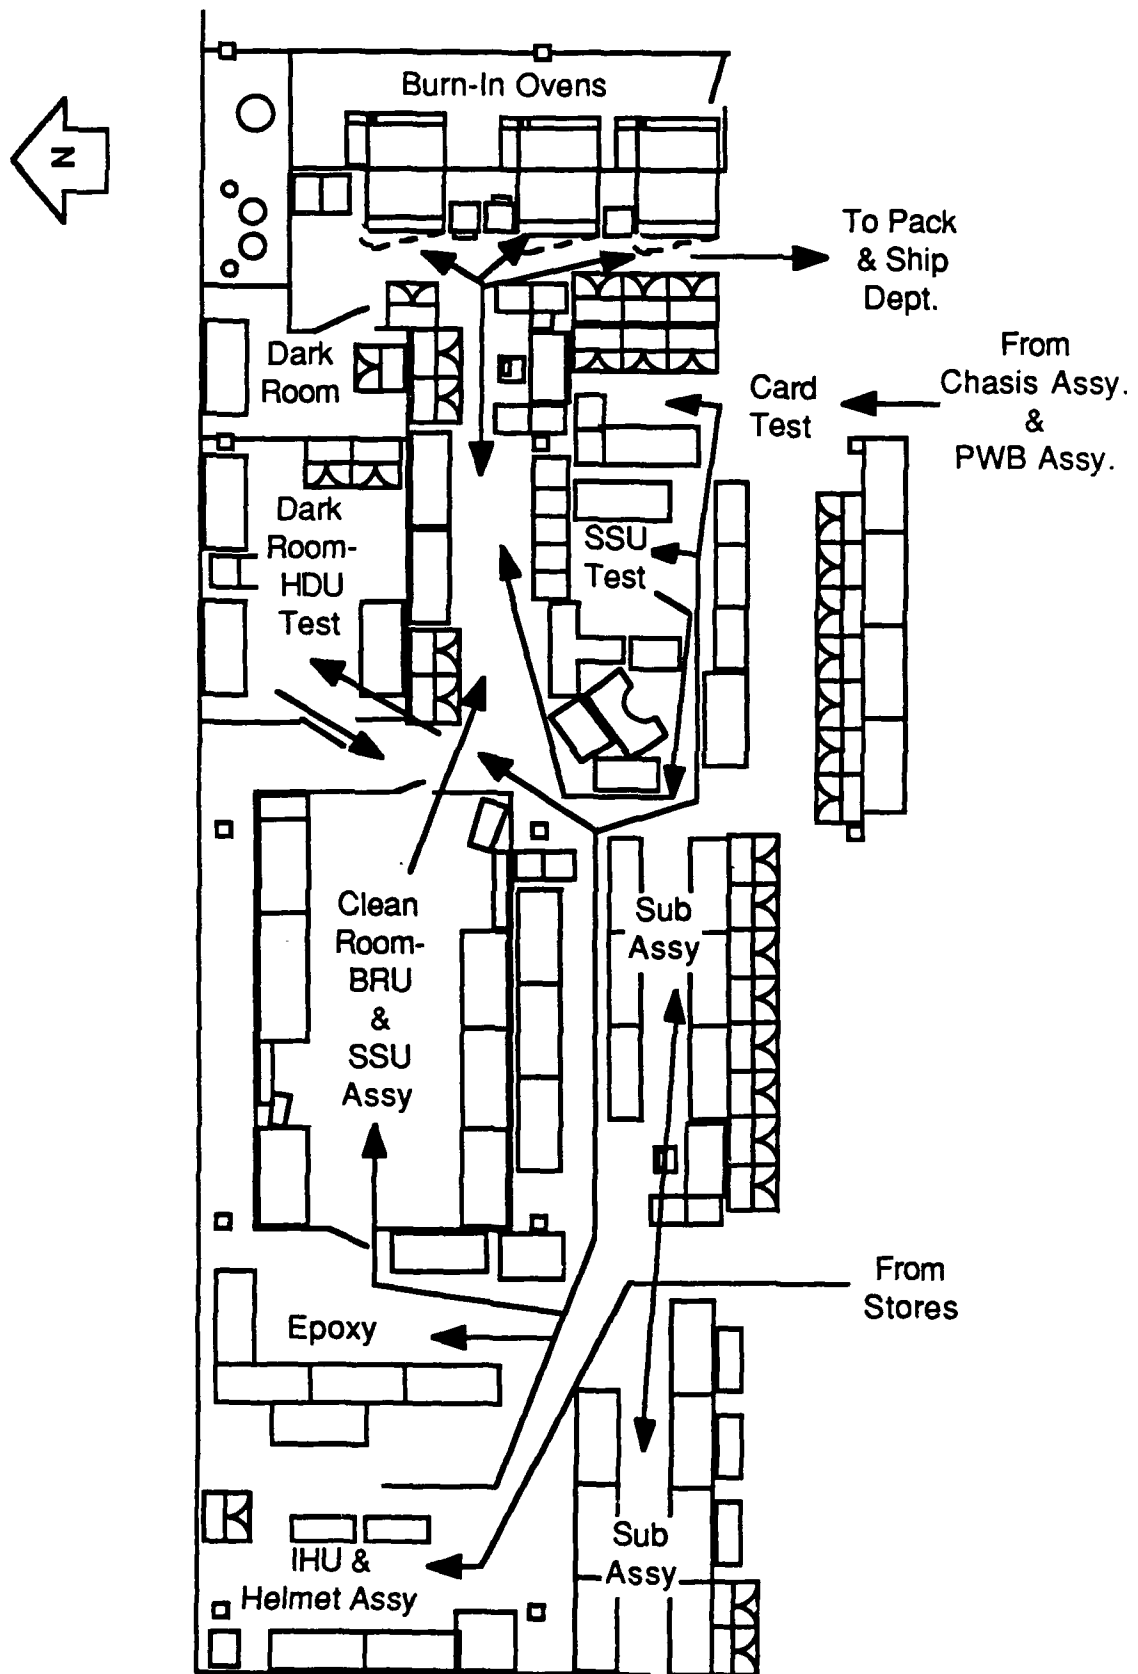 Burn-In Ovens
N
To Pack
& Ship
Dept.
From
Chasis Assy.
&
PWB Assy.
Dark
Room
Card
Test
Dark
Room-
HDU
Test
SSU
Test
Clean
Room-
BRU
&
SSU
Assy
Sub
Assy
From
Stores
Epoxy
Sub
Assy
IHU &
Helmet Assy